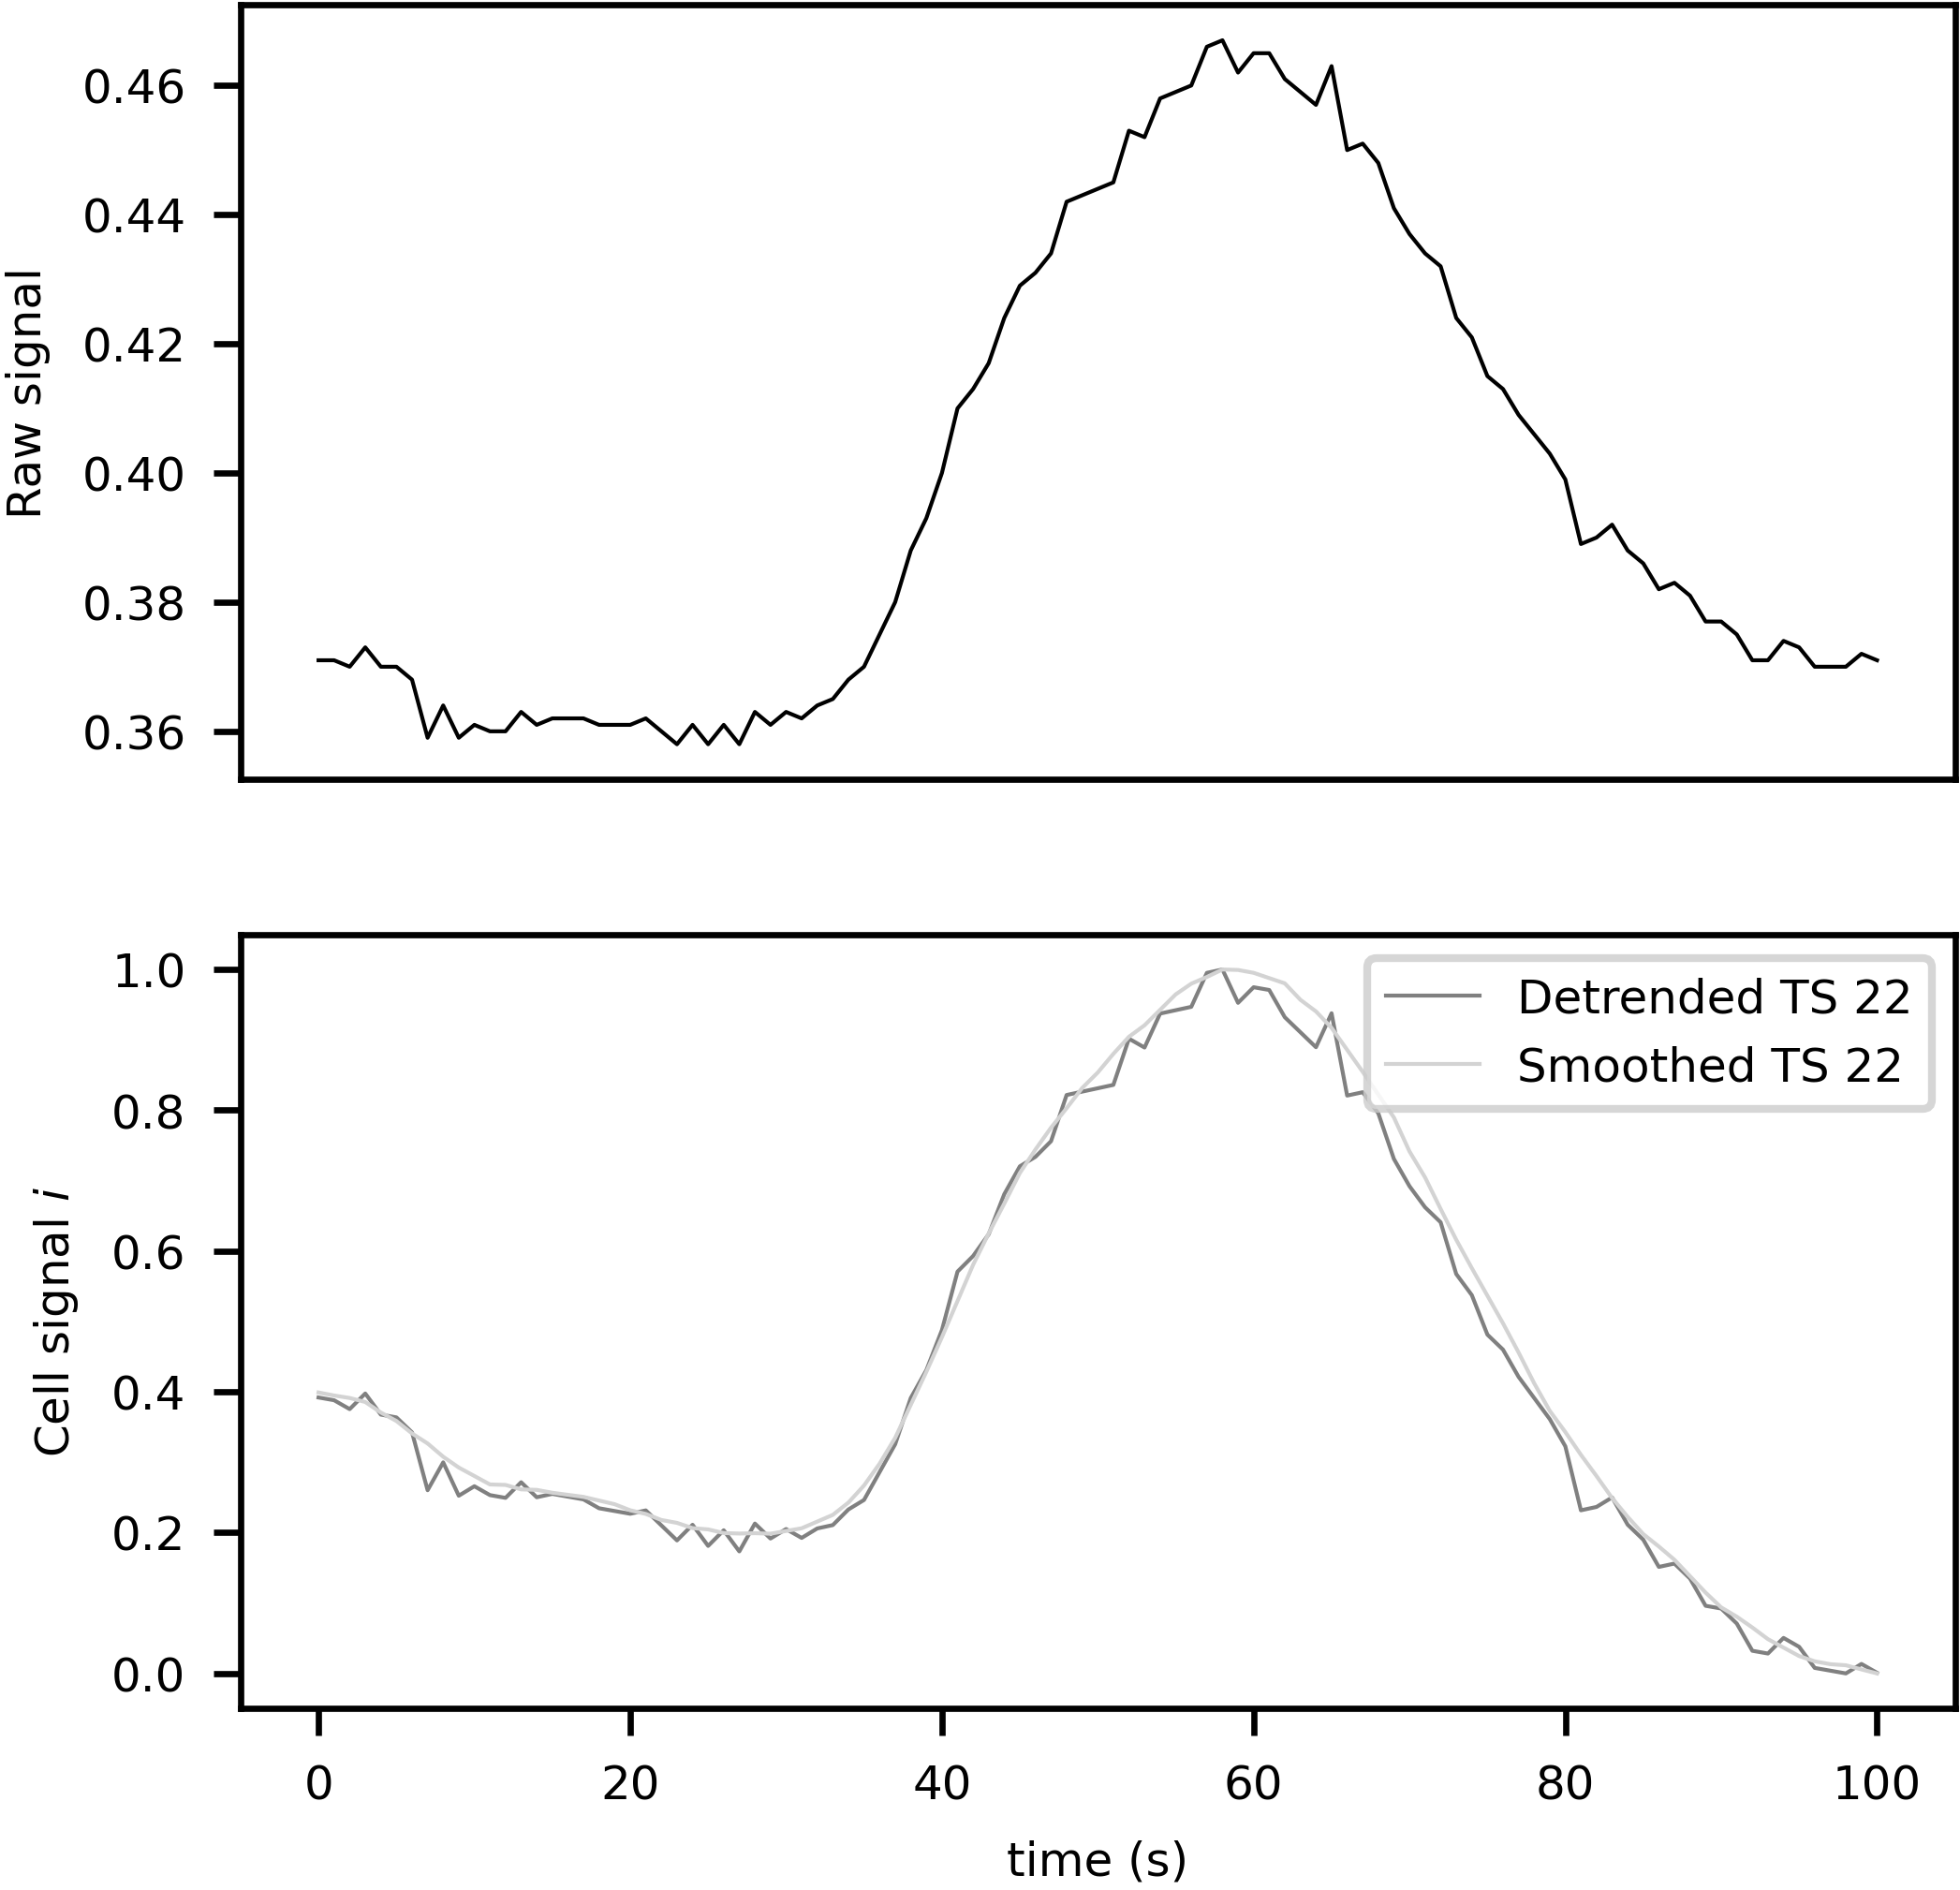 Raw signal
0.46
0.44
0.42
0.40
0.38
0.36
Cell signal i
1.0
0.8
0.6
0.4
0.2
0.0
Detrended TS 22
Smoothed TS 22
0 20 40 60 80 100
time (s)